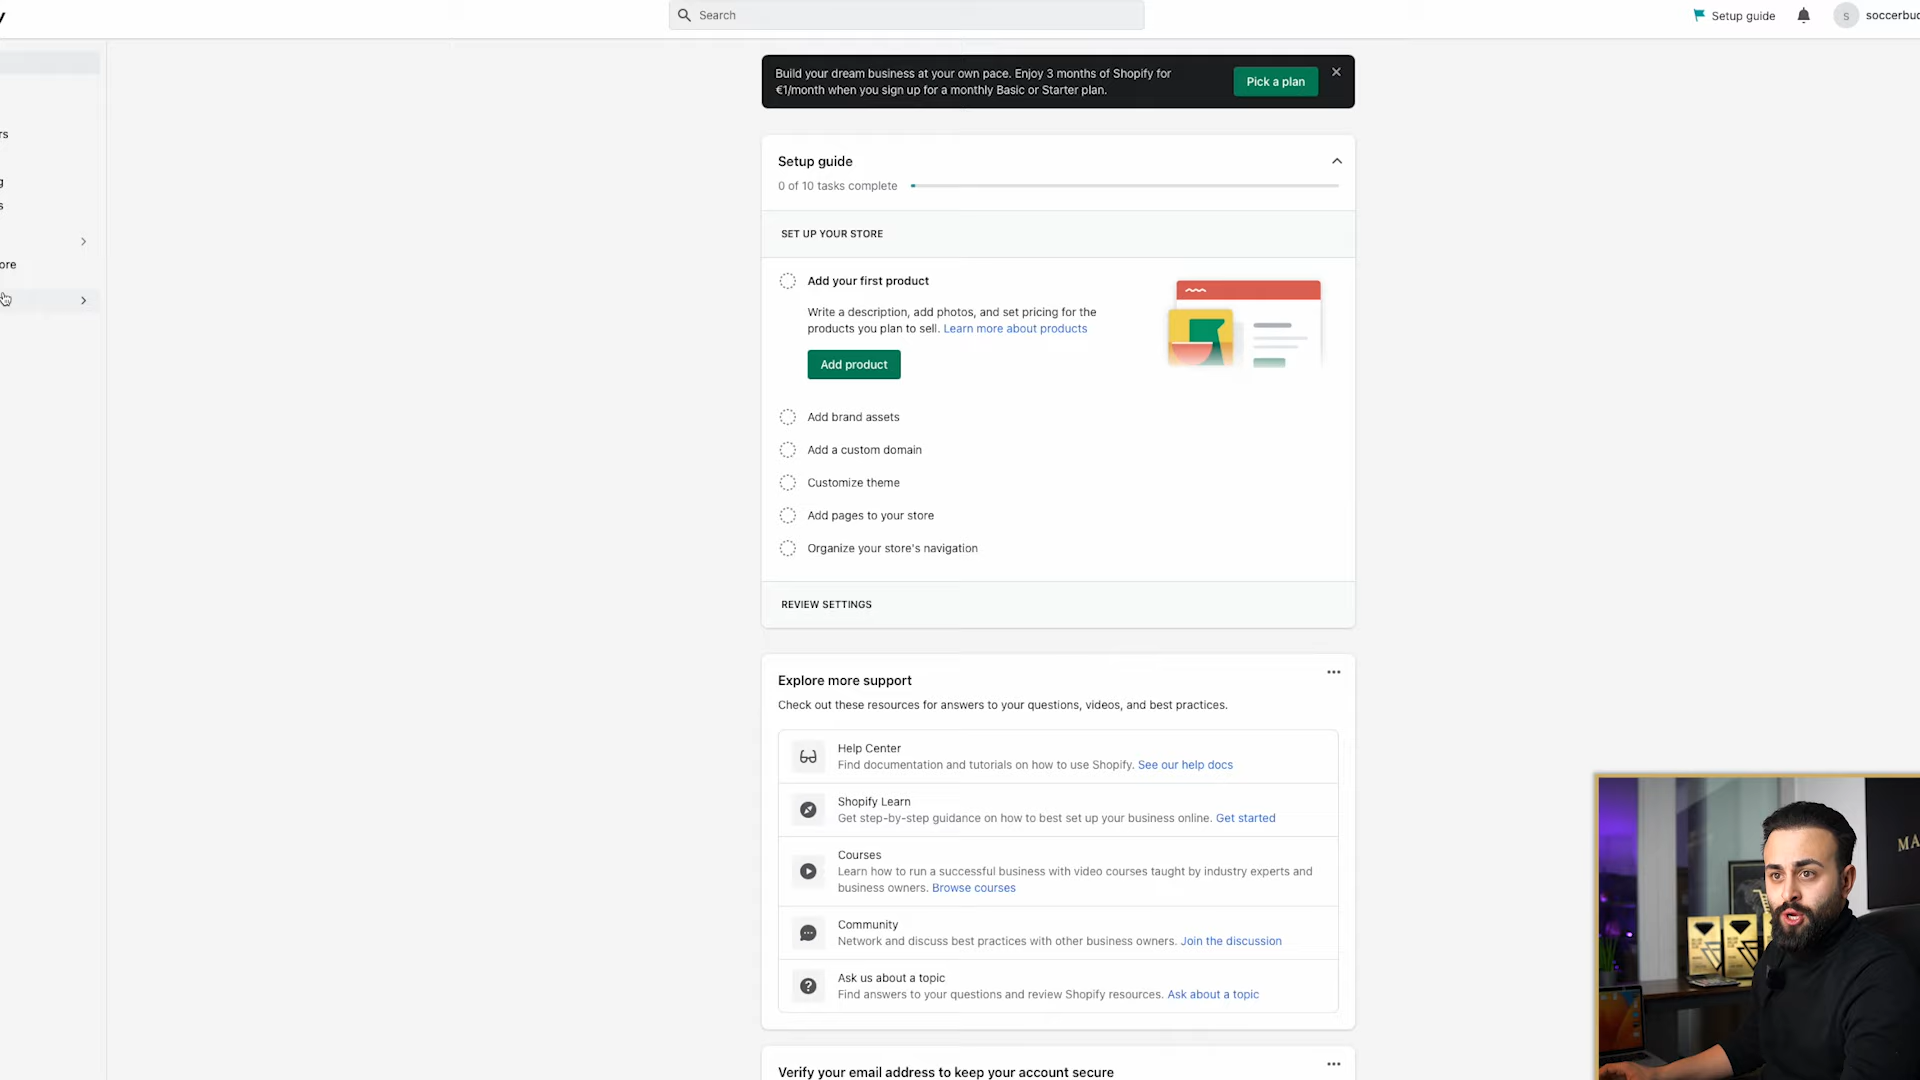 Search
Setup guide
S
Build your dream business at your own pace. Enjoy 3 months of Shopify for
€1/month when you sign up for a monthly Basic or Starter plan.
Pick a plan
Setup guide
0 of 10 tasks complete
SET UP YOUR STORE
Add your first product
Write a description, add photos, and set pricing for the
products you plan to sell. Learn more about products
Add product
Add brand assets
Add a custom domain
Customize theme
Add pages to your store
Organize your store's navigation
REVIEW SETTINGS
Explore more support
Check out these resources for answers to your questions, videos, and best practices.
Help Center
Find documentation and tutorials on how to use Shopify. See our help docs
Shopify Learn
Get step-by-step guidance on how to best set up your business online. Get started
Courses
Learn how to run a successful business with video courses taught by industry experts and
business owners. Browse courses
Community
Network and discuss best practices with other business owners. Join the discussion
Ask us about a topic
Find answers to your questions and review Shopify resources. Ask about a topic
Verify your email address to keep your account secure